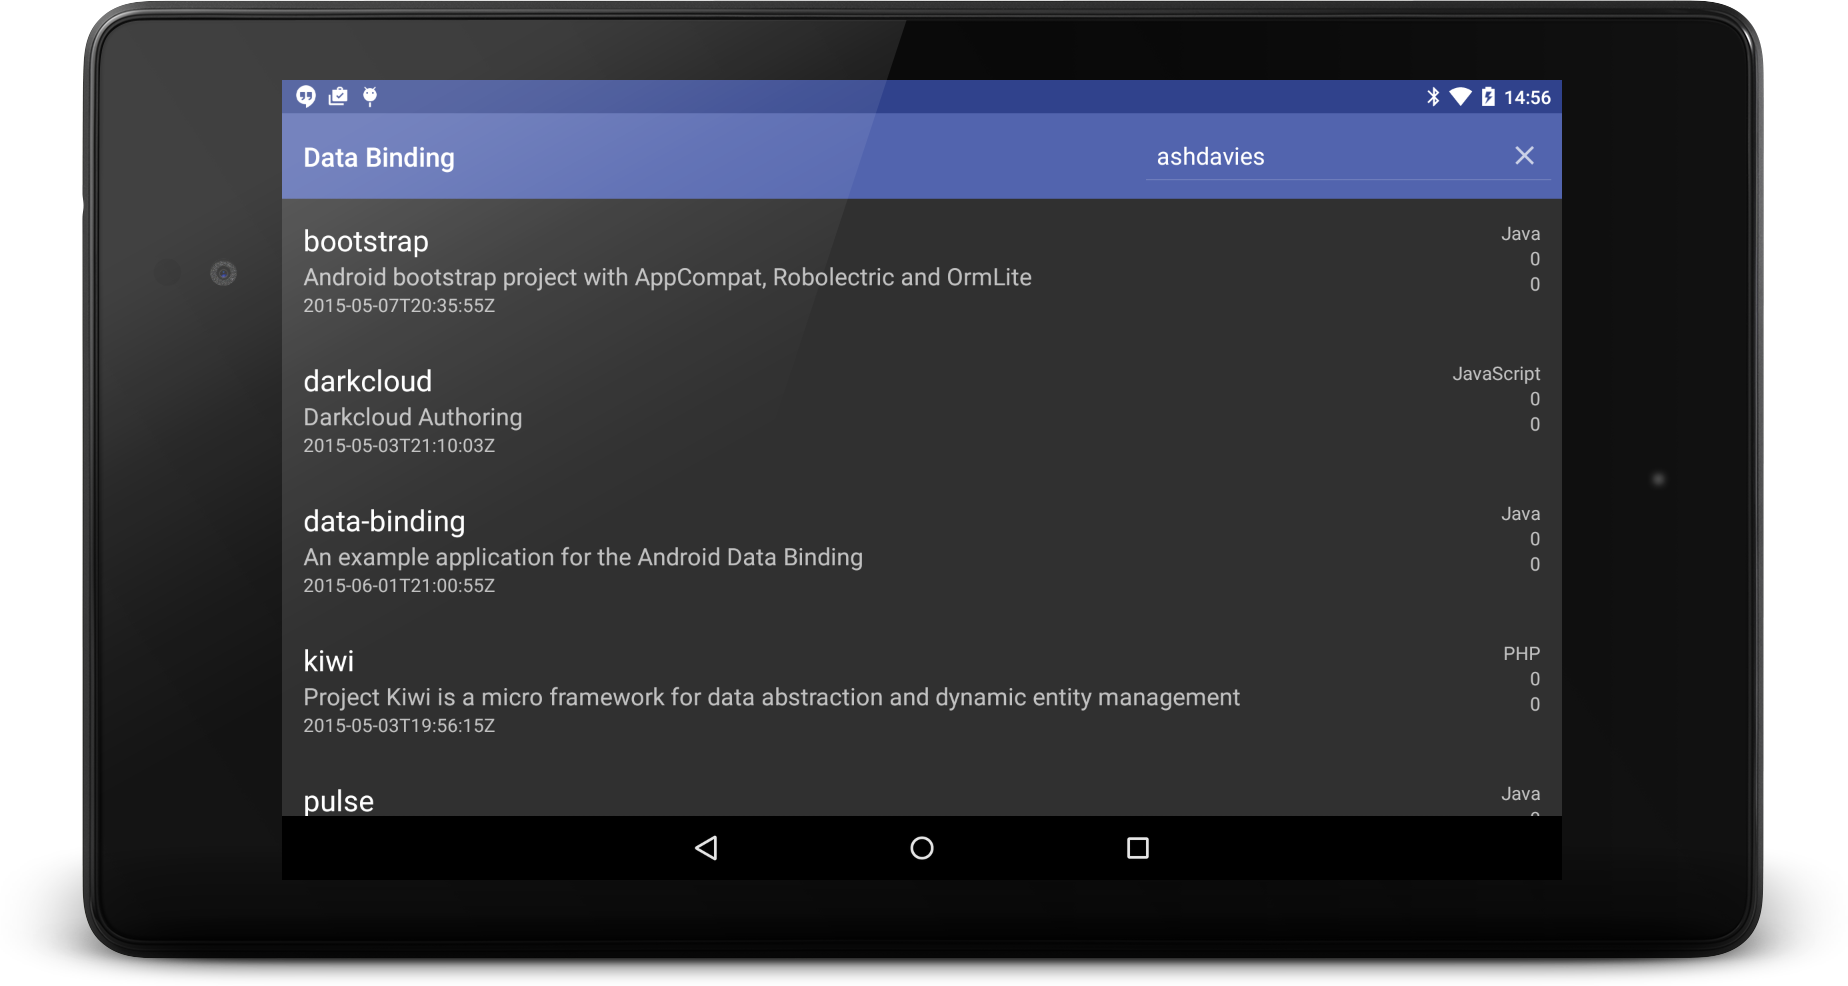 14:56
Data Binding
ashdavies
bootstrap
Java
Android bootstrap project with AppCompat, Robolectric and OrmLite
0
2015-05-07T20:35:55Z
0
darkcloud
JavaScript
Darkcloud Authoring
0
2015-05-03T21:10:03Z
0
data-binding
Java
An example application for the Android Data Binding
0
2015-06-01T21:00:55Z
0
kiwi
PHP
Project Kiwi is a micro framework for data abstraction and dynamic entity management
0
2015-05-03T19:56:15Z
0
pulse
Java